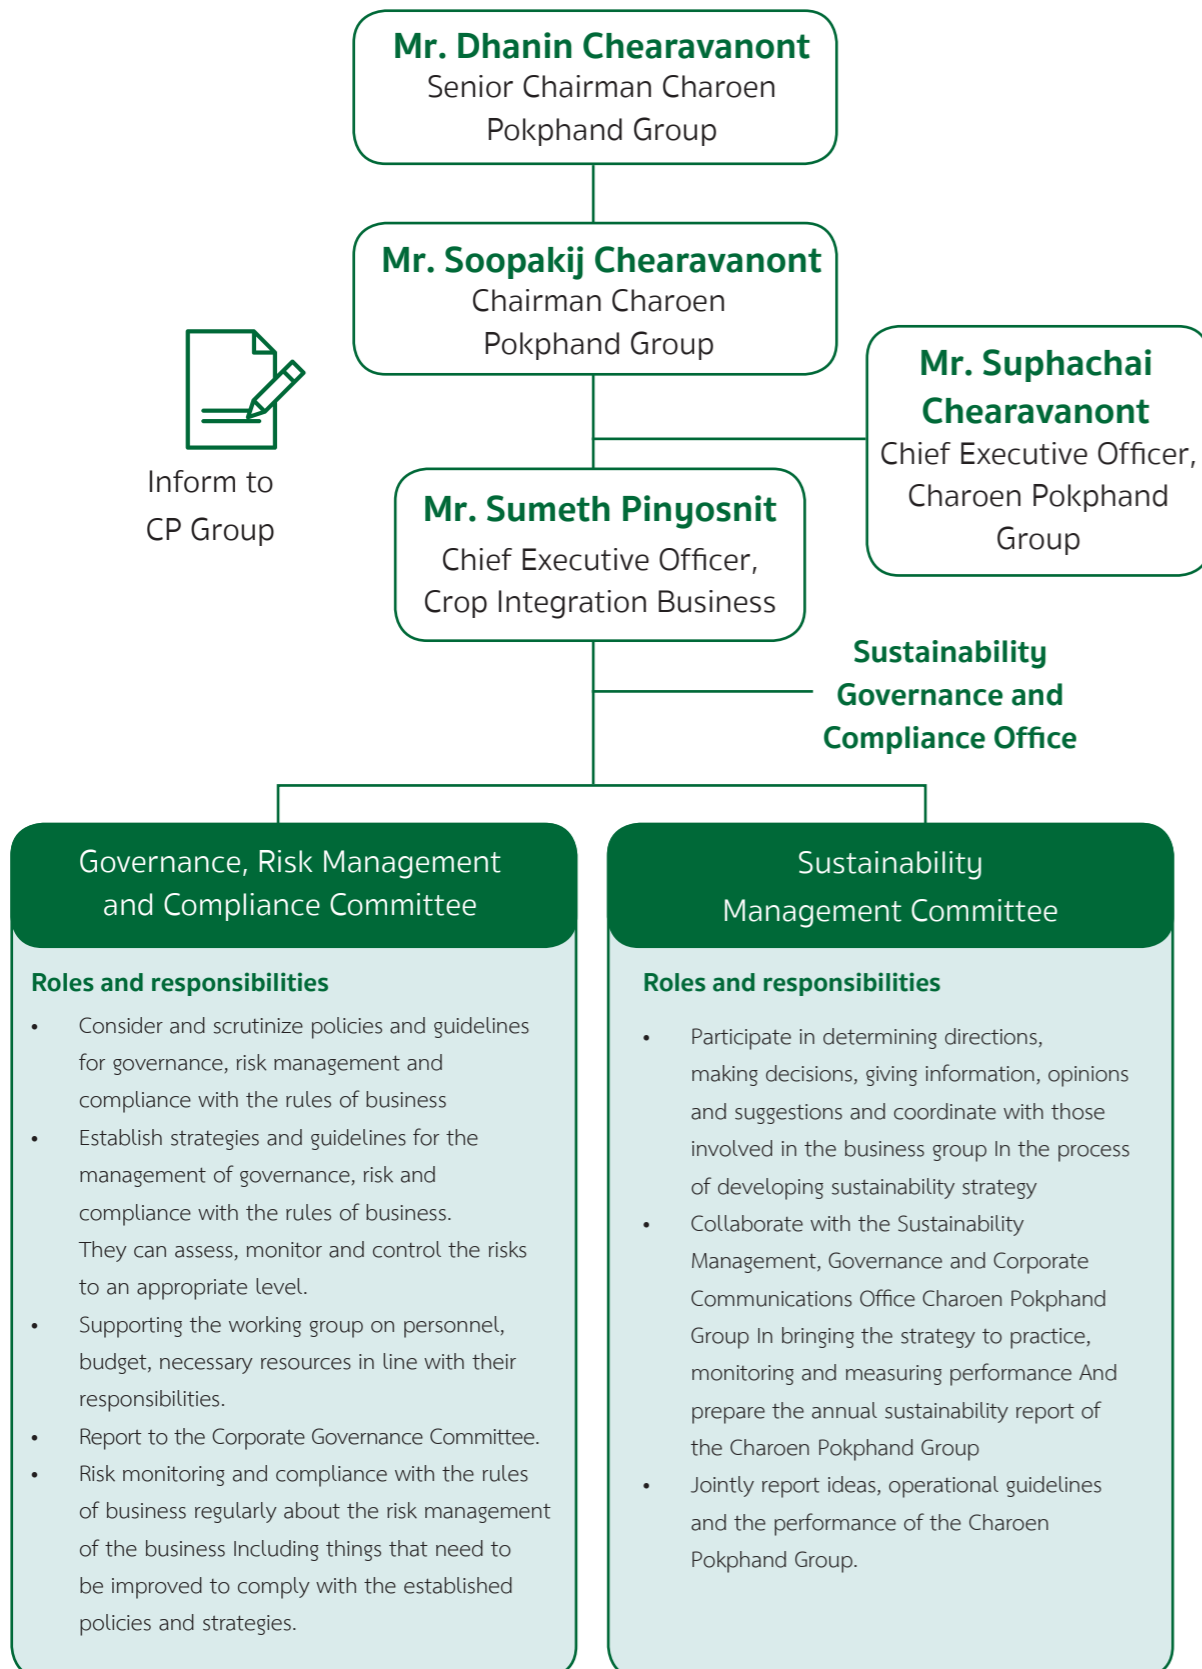 Mr. Dhanin Chearavanont
Senior Chairman Charoen
Pokphand Group
Mr. Soopakij Chearavanont
Chairman Charoen
Pokphand Group
Inform to
CP Group
Mr. Suphachai
Chearavanont
Chief Executive Officer,
Charoen Pokphand
Group
Mr. Sumeth Pinyosnit
Chief Executive Officer,
Crop Integration Business
Sustainability
Governance and
Compliance Office
Governance, Risk Management
and Compliance Committee
Roles and responsibilities
• Consider and scrutinize policies and guidelines
for governance, risk management and
compliance with the rules of business
• Establish strategies and guidelines for the
management of governance, risk and
compliance with the rules of business.
They can assess, monitor and control the risks
to an appropriate level.
• Supporting the working group on personnel,
budget, necessary resources in line with their
responsibilities.
• Report to the Corporate Governance Committee.
• Risk monitoring and compliance with the rules
of business regularly about the risk management
of the business Including things that need to
be improved to comply with the established
policies and strategies.
Sustainability
Management Committee
Roles and responsibilities
• Participate in determining directions,
making decisions, giving information, opinions
and suggestions and coordinate with those
involved in the business group In the process
of developing sustainability strategy
• Collaborate with the Sustainability
Management, Governance and Corporate
Communications Office Charoen Pokphand
Group In bringing the strategy to practice,
monitoring and measuring performance And
prepare the annual sustainability report of
the Charoen Pokphand Group
• Jointly report ideas, operational guidelines
and the performance of the Charoen
Pokphand Group.